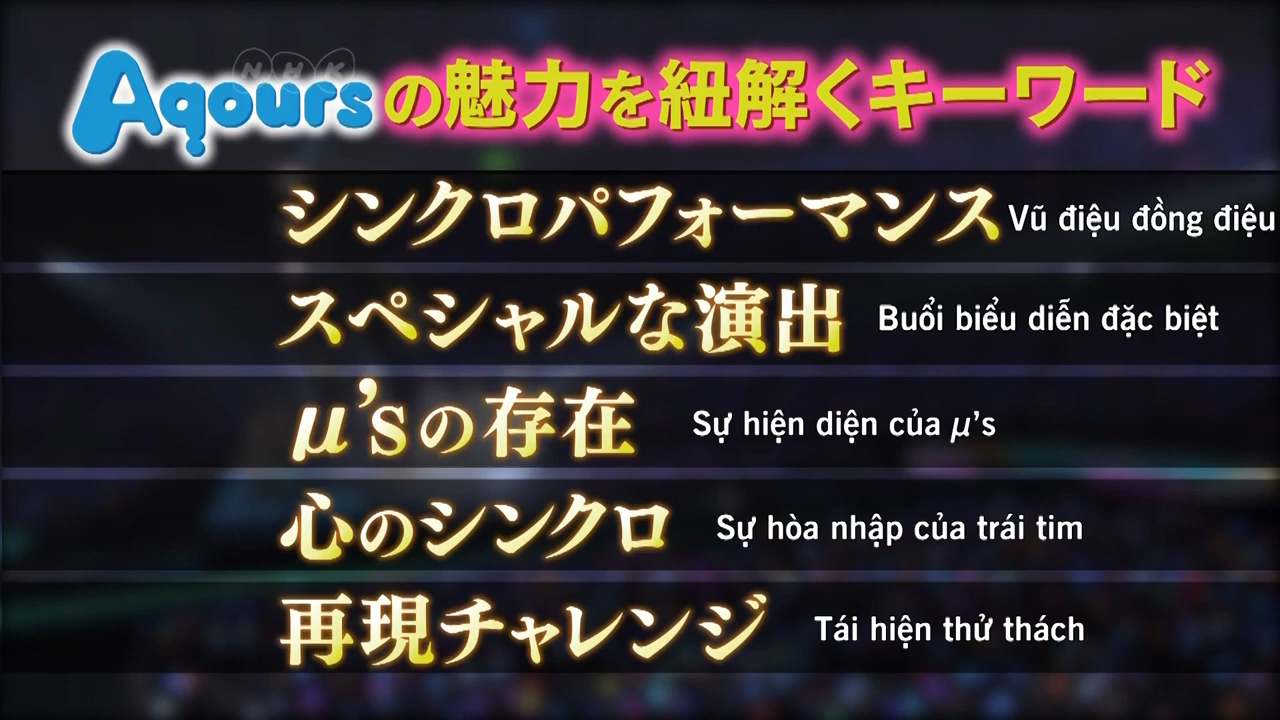 NHK
Aqoursの魅力を紐解くキーワード
シンクロパフォーマンス Vũ điệu đồng điệu
スペシャルな演出 Buổi biểu diễn đặc biệt
μ'sの存在 Sự hiện diện của μ's
心のシンクロ Sự hòa nhập của trái tim
再現チャレンジ Tái hiện thử thách